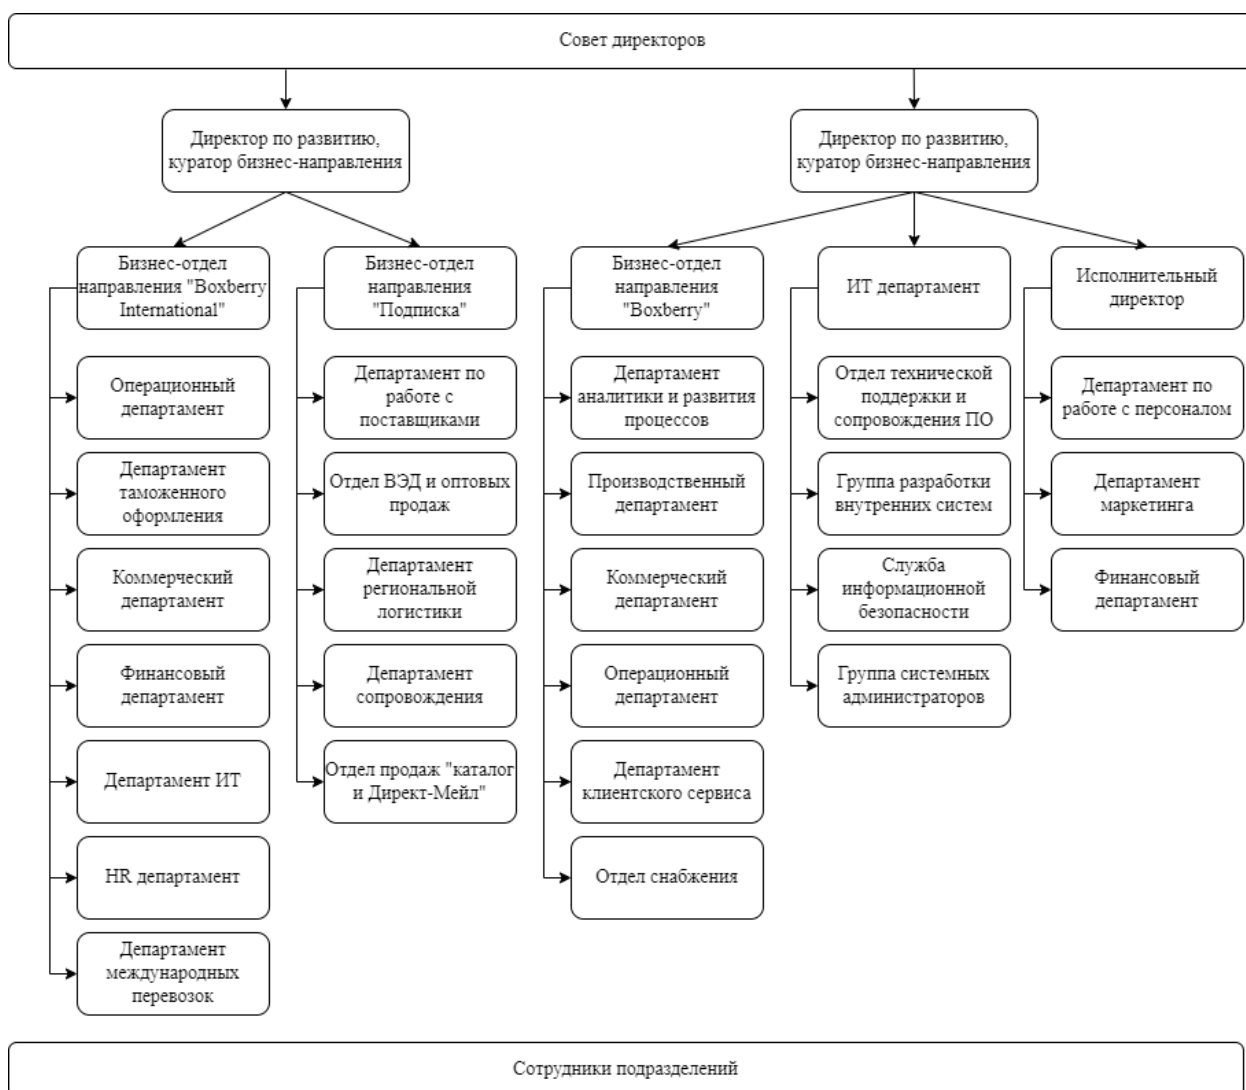 Совет директоров
Директор по развитию,
куратор бизнес-направления
Директор по развитию,
куратор бизнес-направления
Бизнес-отдел
направления "Boxberry
International"
Бизнес-отдел
направления
"Подписка"
Бизнес-отдел
направления
"Boxberry"
ИТ департамент
Исполнительный
директор
Операционный
департамент
Департамент по
работе с
поставщиками
Департамент
аналитики и развития
процессов
Отдел технической
поддержки и
сопровождения ПО
Департамент по
работе с персоналом
Департамент
таможенного
оформления
Отдел ВЭД и оптовых
продаж
Производственный
департамент
Группа разработки
внутренних систем
Департамент
маркетинга
Коммерческий
департамент
Департамент
региональной
логистики
Коммерческий
департамент
Служба
информационной
безопасности
Финансовый
департамент
Финансовый
департамент
Департамент
сопровождения
Операционный
департамент
Группа системных
администраторов
Департамент ИТ
Отдел продаж "каталог
и Директ-Мейл"
Департамент
клиентского сервиса
HR департамент
Отдел снабжения
Департамент
международных
перевозок
Сотрудники подразделений